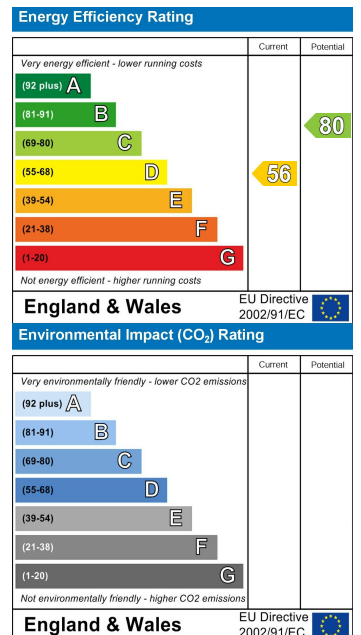 Energy Efficiency Rating
Current Potential
Very energy efficient - lower running costs
(92 plus) A
(81-91) B
80
(69-80) C
(55-68) D
56
(39-54) E
(21-38) F
(1-20) G
Not energy efficient - higher running costs
England & Wales
EU Directive
2002/91/EC
Environmental Impact (CO₂) Rating
Current Potential
Very environmentally friendly - lower CO2 emissions
(92 plus) A
(81-91) B
(69-80) C
(55-68) D
(39-54) E
(21-38) F
(1-20) G
Not environmentally friendly - higher CO2 emissions
England & Wales
EU Directive
2002/91/EC